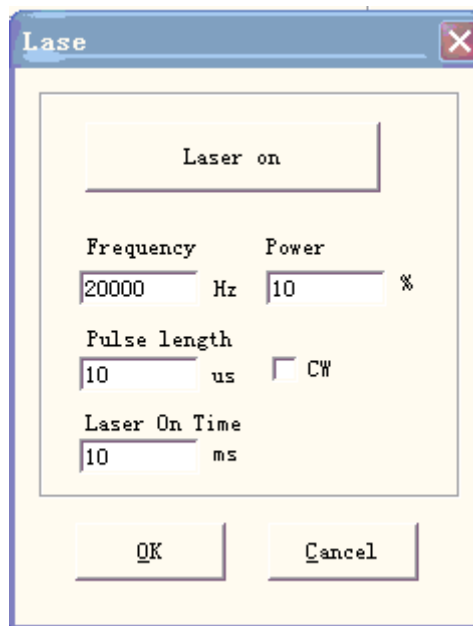 Lase
Laser on
Frequency Power
20000 Hz 10 %
Pulse length
10 us CW
Laser On Time
10 ms
OK Cancel